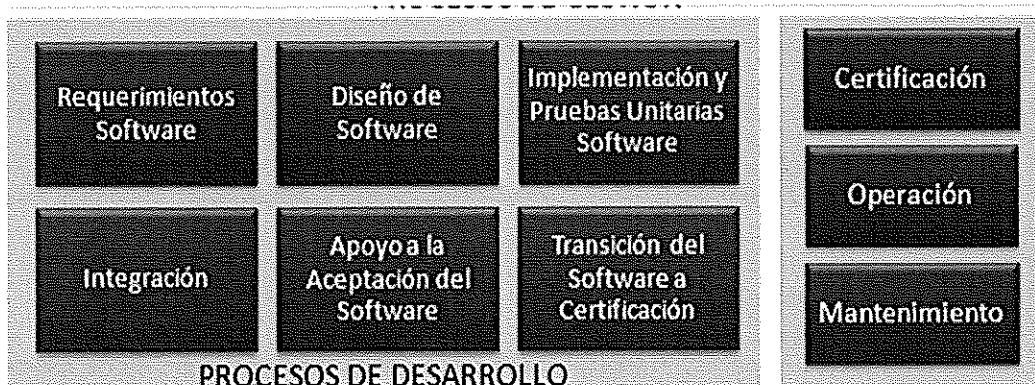 Requerimientos
Software
Diseño de
Software
Implementación y
Pruebas Unitarias
Software
Integración
Apoyo a la
Aceptación del
Software
Transición del
Software a
Certificación
PROCESOS DE DESARROLLO
Certificación
Operación
Mantenimiento